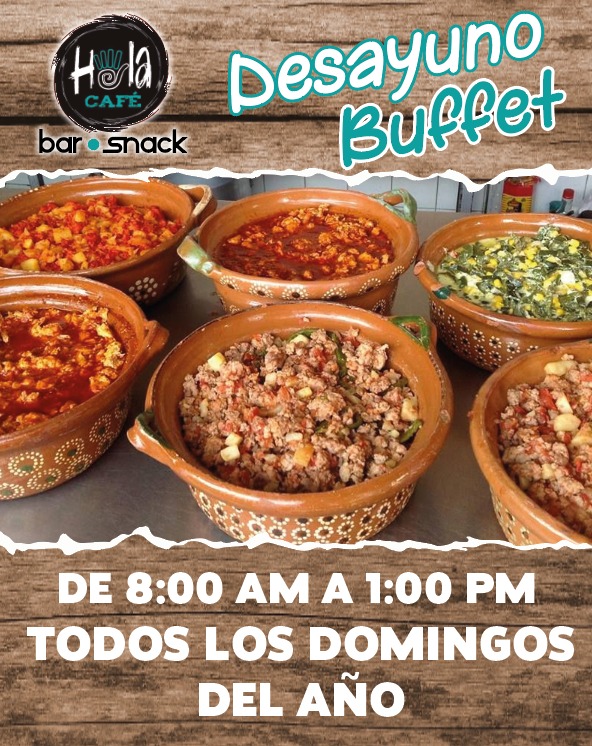 Hola
CAFÉ
bar • snack
Desayuno
Buffet
DE 8:00 AM A 1:00 PM
TODOS LOS DOMINGOS
DEL AÑO